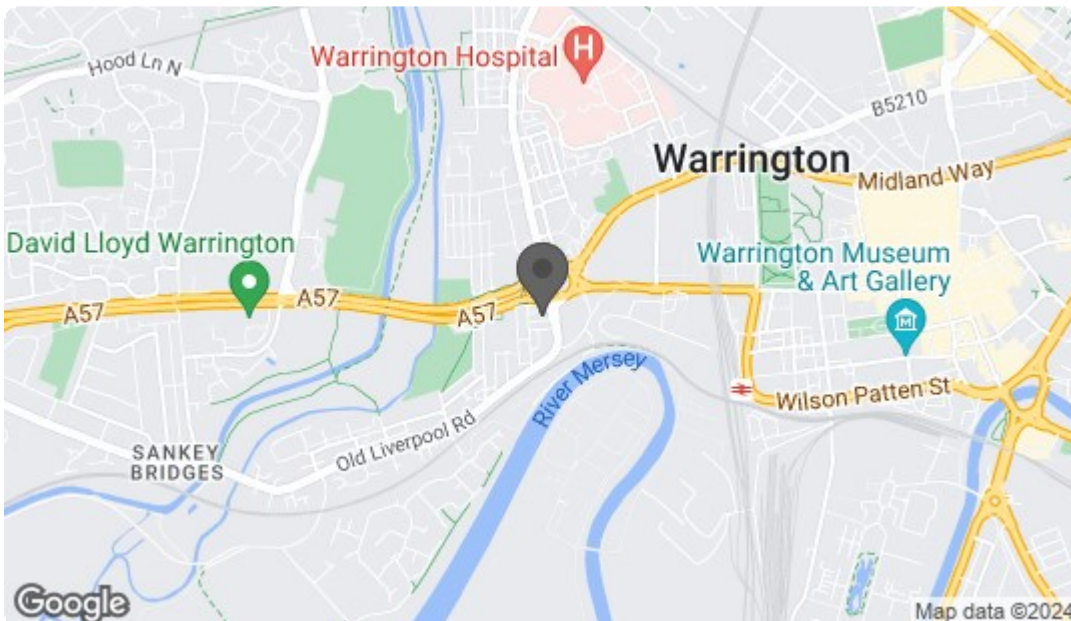 Hood Ln N
Warrington Hospital
H
B5210
Warrington
Midland Way
David Lloyd Warrington
Warrington Museum
& Art Gallery
M
A57
A57
A57
River Mersey
Wilson Patten St
Old Liverpool Rd
SANKEY
BRIDGES
Google
Map data ©2024